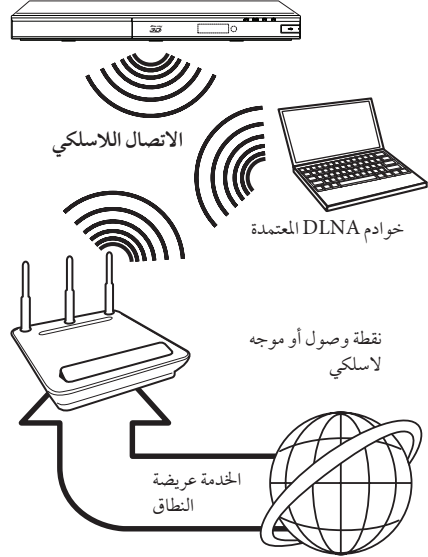 3D
الاتصال اللاسلكي
خوادم DLNA المعتمدة
نقطة وصول أو موجه
لاسلكي
الخدمة عريضة
النطاق